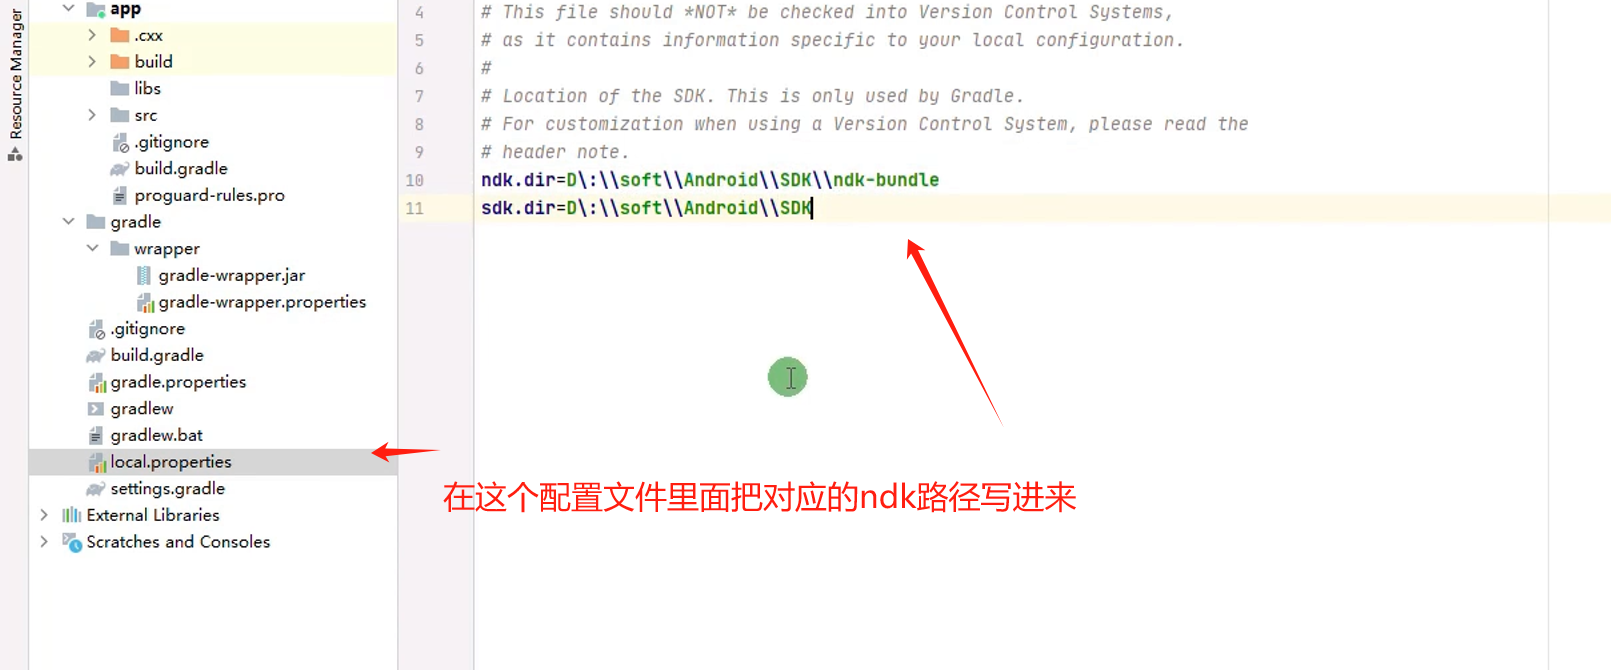 Resource Manager
app
.cxx
build
libs
src
.gitignore
build.gradle
proguard-rules.pro
gradle
wrapper
gradle-wrapper.jar
gradle-wrapper.properties
.gitignore
build.gradle
gradle.properties
gradlew
gradlew.bat
local.properties
settings.gradle
External Libraries
Scratches and Consoles
4 # This file should *NOT* be checked into Version Control Systems,
5 # as it contains information specific to your local configuration.
6 #
7 # Location of the SDK. This is only used by Gradle.
8 # For customization when using a Version Control System, please read the
9 # header note.
10 ndk.dir=D\:\\soft\\Android\\SDK\\ndk-bundle
11 sdk.dir=D\:\\soft\\Android\\SDK
在这个配置文件里面把对应的ndk路径写进来